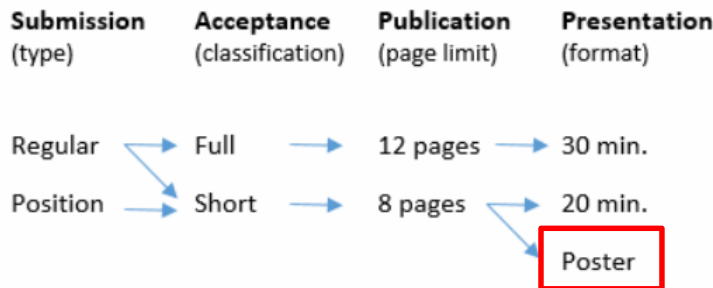 Submission Acceptance Publication Presentation
(type) (classification) (page limit) (format)
Regular Full 12 pages 30 min.
Position Short 8 pages 20 min.
Poster